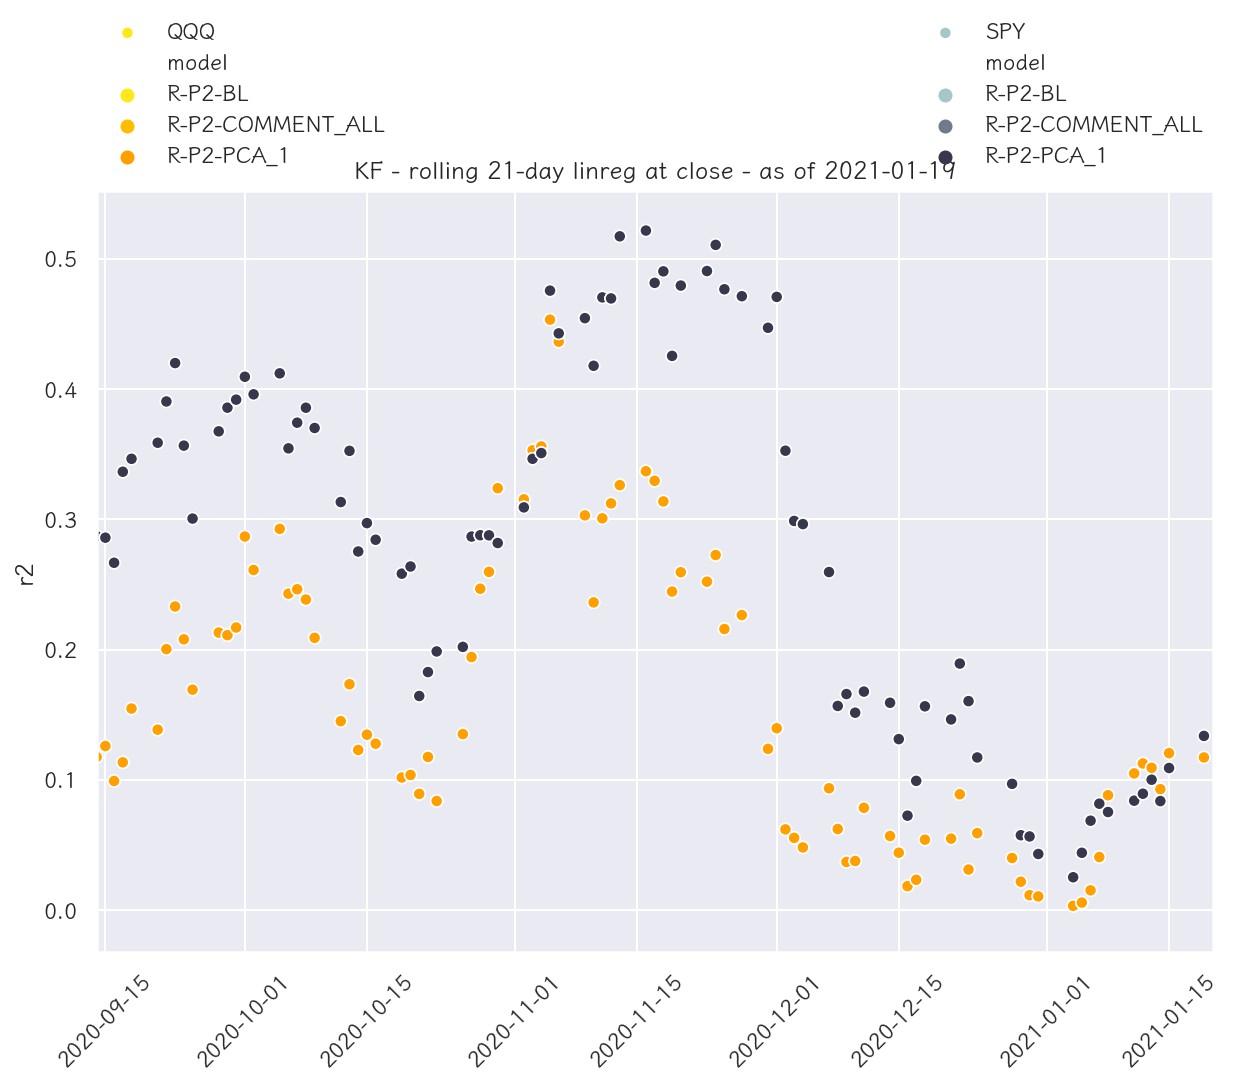 QQQ
model
R-P2-BL
R-P2-COMMENT_ALL
R-P2-PCA_1
SPY
model
R-P2-BL
R-P2-COMMENT_ALL
R-P2-PCA_1
KF - rolling 21-day linreg at close - as of 2021-01-19
0.5
0.4
0.3
0.2
0.1
0.0
r2
2020-09-15
2020-10-01
2020-10-15
2020-11-01
2020-11-15
2020-12-01
2020-12-15
2021-01-01
2021-01-15